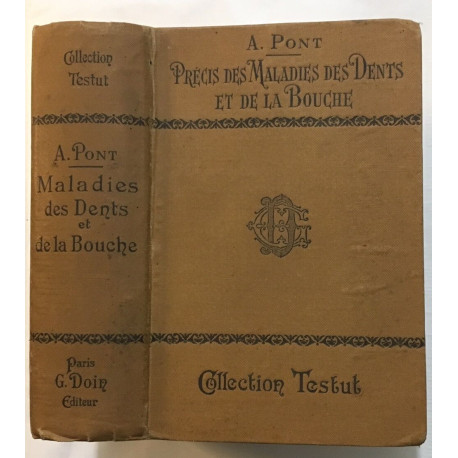 Collection
Testut
A. PONT
Maladies
des Dents
et
de la Bouche
Paris
G. Doin
Editeur
A. PONT
PRÉCIS DES MALADIES DES DENTS
ET DE LA BOUCHE
Collection Testut